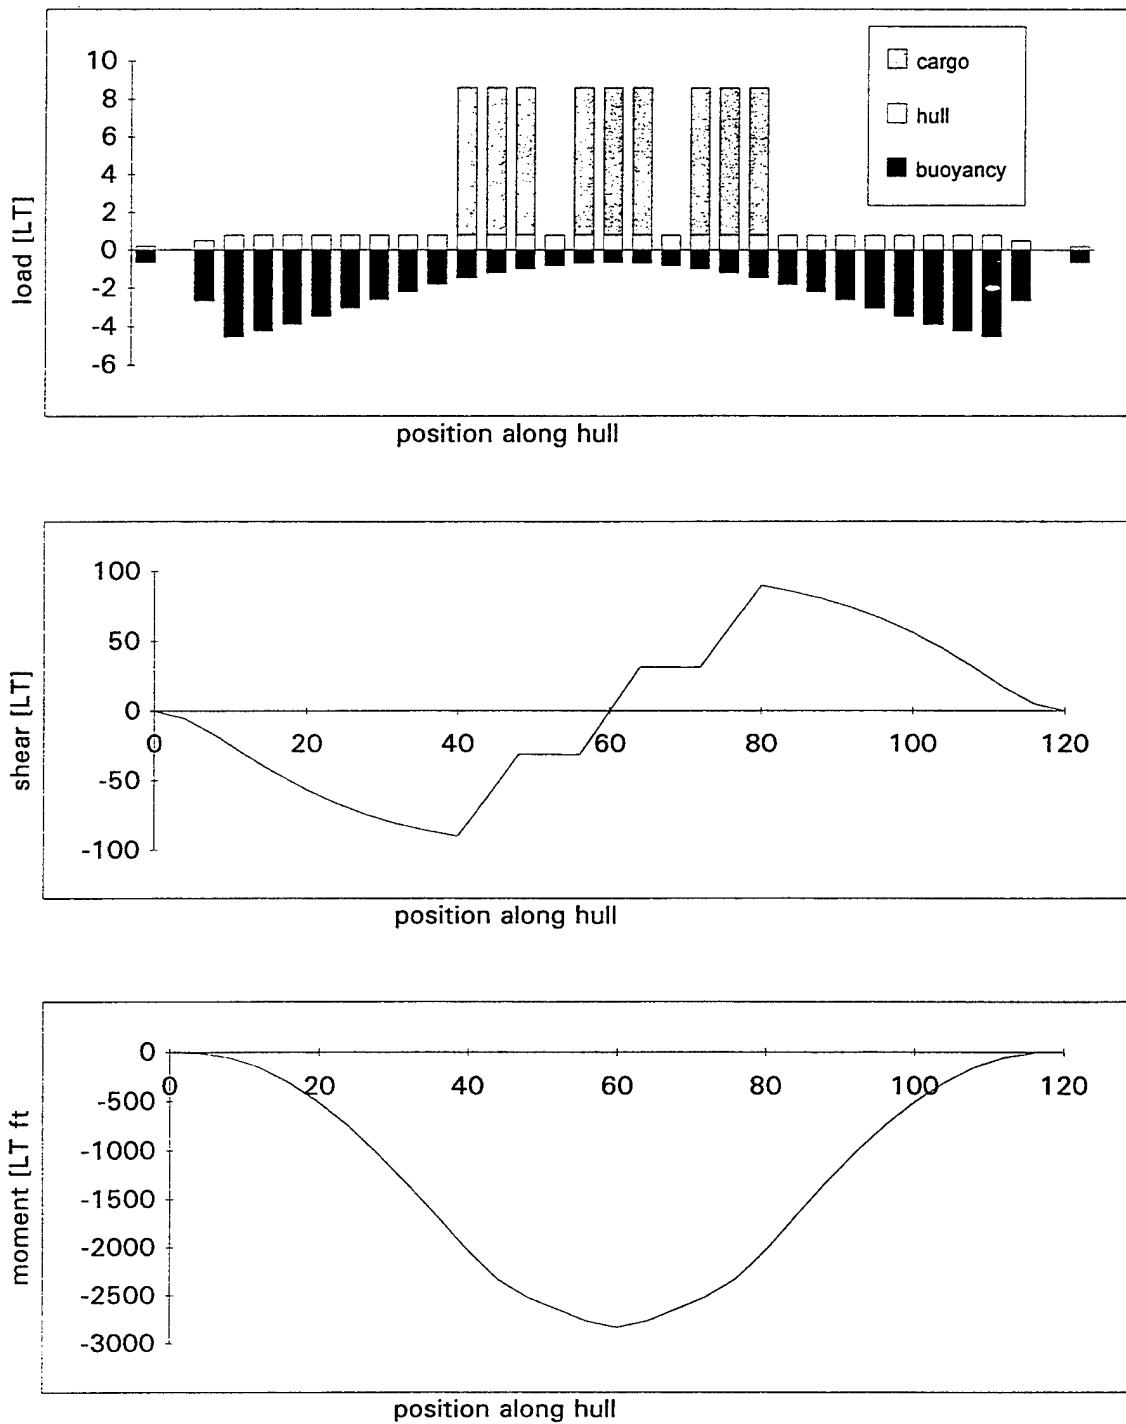 10
8
6
4
2
0
-2
-4
-6
load [LT]
cargo
hull
buoyancy
position along hull
100
50
0
-50
-100
0 20 40 60 80 100 120
shear [LT]
position along hull
0
-500
-1000
-1500
-2000
-2500
-3000
0 20 40 60 80 100 120
moment [LT ft
position along hull